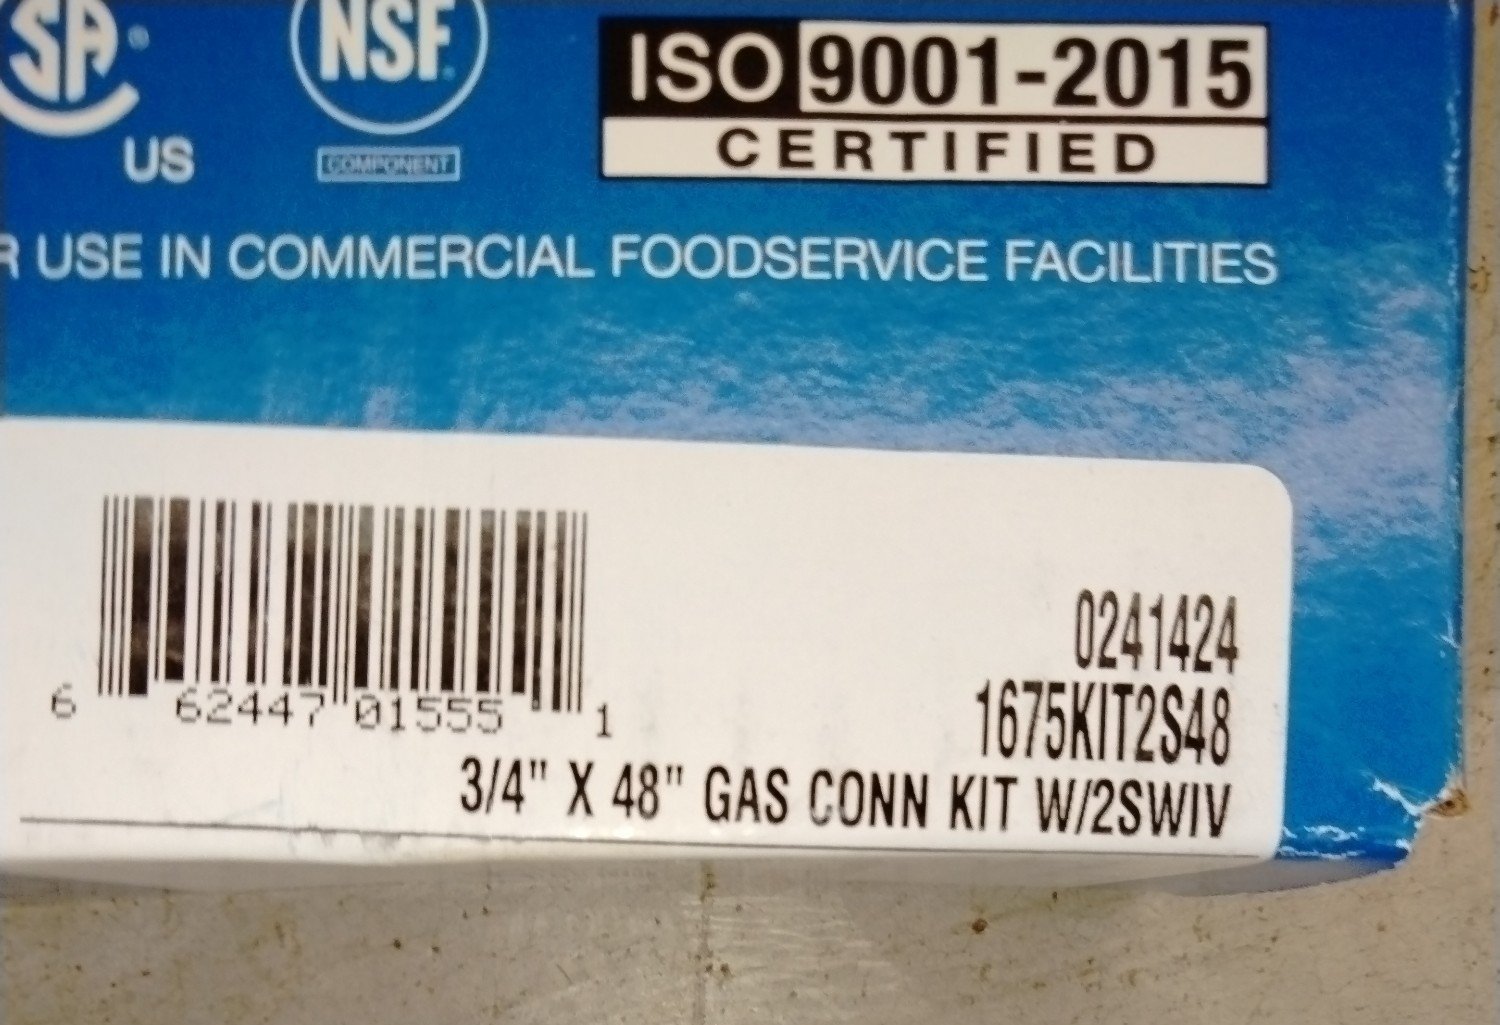 SA
US
NSF
COMPONENT
ISO 9001-2015
CERTIFIED
R USE IN COMMERCIAL FOODSERVICE FACILITIES
0241424
1675KIT2S48
6 62447 01555 1
3/4" X 48" GAS CONN KIT W/2SWIV